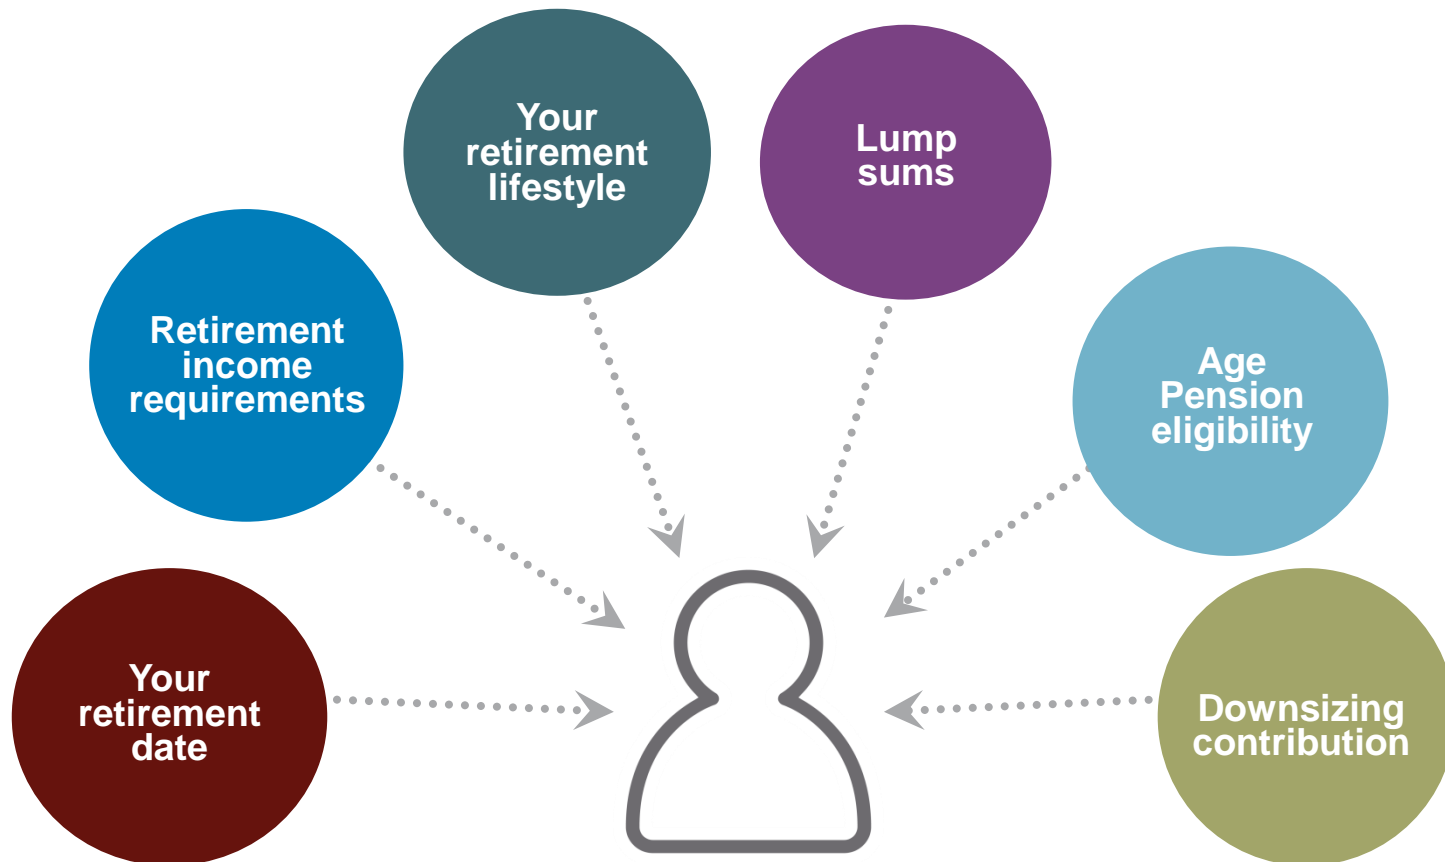 Your
retirement
date
Retirement
income
requirements
Your
retirement
lifestyle
Lump
sums
Age
Pension
eligibility
Downsizing
contribution